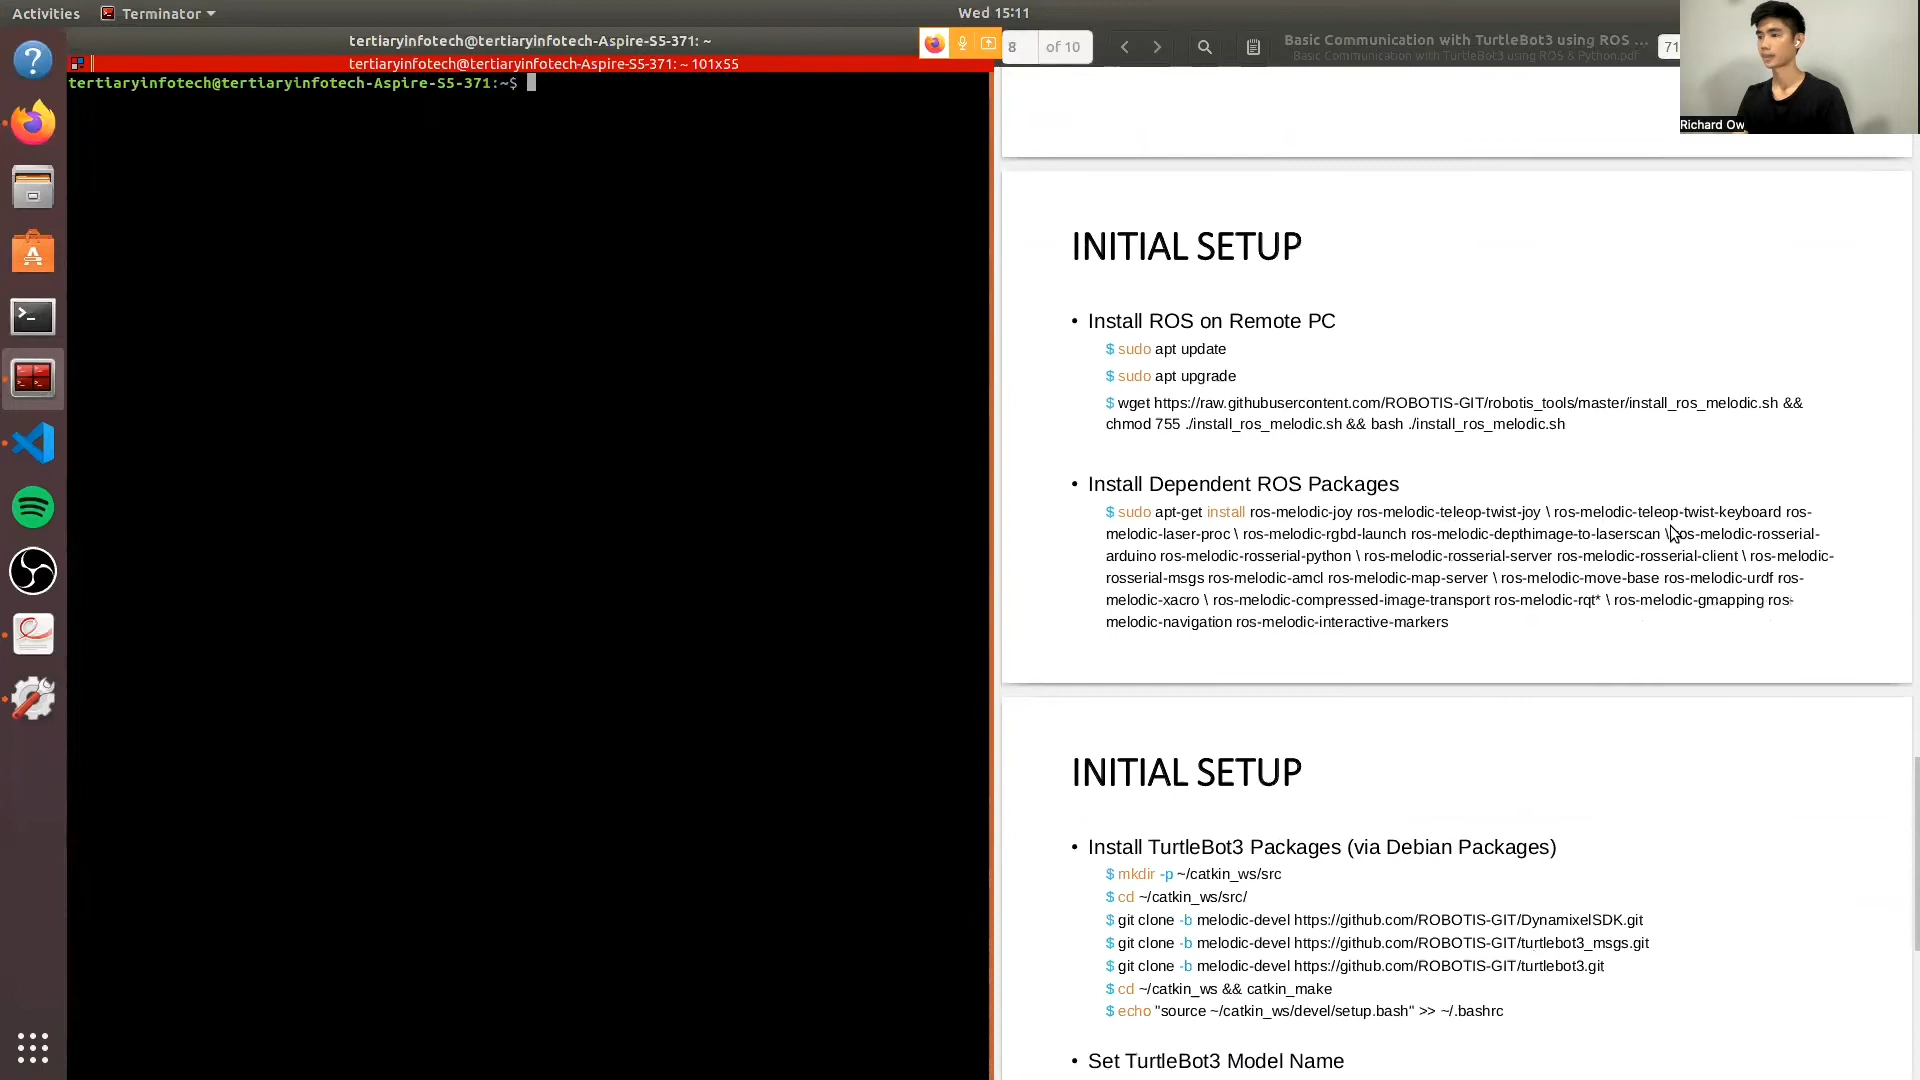 Activities
Terminator
Wed 15:11
tertiaryinfotech@tertiaryinfotech-Aspire-S5-371: ~
tertiaryinfotech@tertiaryinfotech-Aspire-S5-371: ~ 101x55
tertiaryinfotech@tertiaryinfotech-Aspire-S5-371:~$
8 of 10
Basic Communication with TurtleBot3 using ROS ...
Basic Communication with TurtleBot3 using ROS & Python.pdf
71
Richard Ow
INITIAL SETUP
• Install ROS on Remote PC
$ sudo apt update
$ sudo apt upgrade
$ wget https://raw.githubusercontent.com/ROBOTIS-GIT/robotis_tools/master/install_ros_melodic.sh &&
chmod 755 ./install_ros_melodic.sh && bash ./install_ros_melodic.sh
• Install Dependent ROS Packages
$ sudo apt-get install ros-melodic-joy ros-melodic-teleop-twist-joy \ ros-melodic-teleop-twist-keyboard ros-
melodic-laser-proc \ ros-melodic-rgbd-launch ros-melodic-depthimage-to-laserscan \ ros-melodic-rosserial-
arduino ros-melodic-rosserial-python \ ros-melodic-rosserial-server ros-melodic-rosserial-client \ ros-melodic-
rosserial-msgs ros-melodic-amcl ros-melodic-map-server \ ros-melodic-move-base ros-melodic-urdf ros-
melodic-xacro \ ros-melodic-compressed-image-transport ros-melodic-rqt* \ ros-melodic-gmapping ros-
melodic-navigation ros-melodic-interactive-markers
INITIAL SETUP
• Install TurtleBot3 Packages (via Debian Packages)
$ mkdir -p ~/catkin_ws/src
$ cd ~/catkin_ws/src/
$ git clone -b melodic-devel https://github.com/ROBOTIS-GIT/DynamixelSDK.git
$ git clone -b melodic-devel https://github.com/ROBOTIS-GIT/turtlebot3_msgs.git
$ git clone -b melodic-devel https://github.com/ROBOTIS-GIT/turtlebot3.git
$ cd ~/catkin_ws && catkin_make
$ echo "source ~/catkin_ws/devel/setup.bash" >> ~/.bashrc
• Set TurtleBot3 Model Name